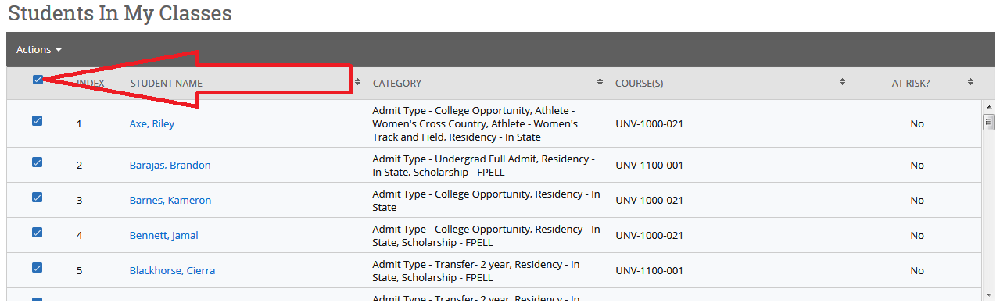 Students In My Classes
Actions
INDEX STUDENT NAME CATEGORY COURSE(S) AT RISK?
1 Axe, Riley Admit Type - College Opportunity, Athlete - UNV-1000-021 No
Women's Cross Country, Athlete - Women's
Track and Field, Residency - In State
2 Barajas, Brandon Admit Type - Undergrad Full Admit, Residency - UNV-1100-001 No
In State, Scholarship - FPELL
3 Barnes, Kameron Admit Type - College Opportunity, Residency - In UNV-1000-021 No
State
4 Bennett, Jamal Admit Type - College Opportunity, Residency - In UNV-1000-021 No
State, Scholarship - FPELL
5 Blackhorse, Cierra Admit Type - Transfer- 2 year, Residency - In UNV-1100-001 No
State, Scholarship - FPELL
Admit Type - Transfer- 2 year, Residency - In